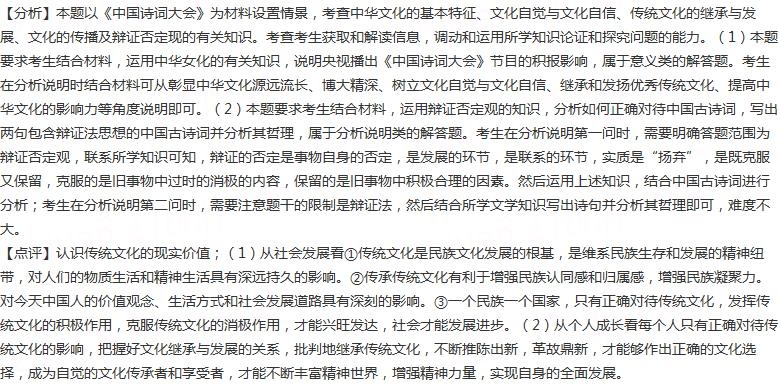 【分析】本题以《中国诗词大会》为材料设置情景，考查中华文化的基本特征、文化自觉与文化自信、传统文化的继承与发
展、文化的传播及辩证否定观的有关知识。考查考生获取和解读信息，调动和运用所学知识论证和探究问题的能力。（1）本题
要求考生结合材料，运用中华女化的有关知识，说明央视播出《中国诗词大会》节目的积报影响，属于意义类的解答题。考生
在分析说明时结合材料可从彰显中华文化源远流长、博大精深、树立文化自觉与文化自信、继承和发扬优秀传统文化、提高中
华文化的影响力等角度说明即可。（2）本题要求考生结合材料，运用辩证否定观的知识，分析如何正确对待中国古诗词，写出
两句包含辩证法思想的中国古诗词并分析其哲理，属于分析说明类的解答题。考生在分析说明第一问时，需要明确答题范围为
辩证否定观，联系所学知识可知，辩证的否定是事物自身的否定，是发展的环节，是联系的环节，实质是“扬弃”，是既克服
又保留，克服的是旧事物中过时的消极的内容，保留的是旧事物中积极合理的因素。然后运用上述知识，结合中国古诗词进行
分析；考生在分析说明第二问时，需要注意题干的限制是辩证法，然后结合所学文学知识写出诗句并分析其哲理即可，难度不
大。
【点评】认识传统文化的现实价值；（1）从社会发展看①传统文化是民族文化发展的根基，是维系民族生存和发展的精神纽
带，对人们的物质生活和精神生活具有深远持久的影响。②传承传统文化有利于增强民族认同感和归属感，增强民族凝聚力。
对今天中国人的价值观念、生活方式和社会发展道路具有深刻的影响。③一个民族一个国家，只有正确对待传统文化，发挥传
统文化的积极作用，克服传统文化的消极作用，才能兴旺发达，社会才能发展进步。（2）从个人成长看每个人只有正确对待传
统文化的影响，把握好文化继承与发展的关系，批判地继承传统文化，不断推陈出新，革故鼎新，才能够作出正确的文化选
择，成为自觉的文化传承者和享受者，才能不断丰富精神世界，增强精神力量，实现自身的全面发展。